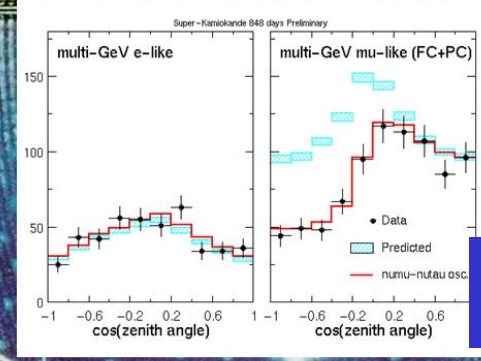 Super-Kamiokande 848 days Preliminary
multi-GeV e-like
multi-GeV mu-like (FC+PC)
150
100
50
0
Data
Predicted
numu-nutau osc.
-1 -0.6 -0.2 0.2 0.6 1
-1 -0.6 -0.2 0.2 0.6 1
cos(zenith angle)
cos(zenith angle)